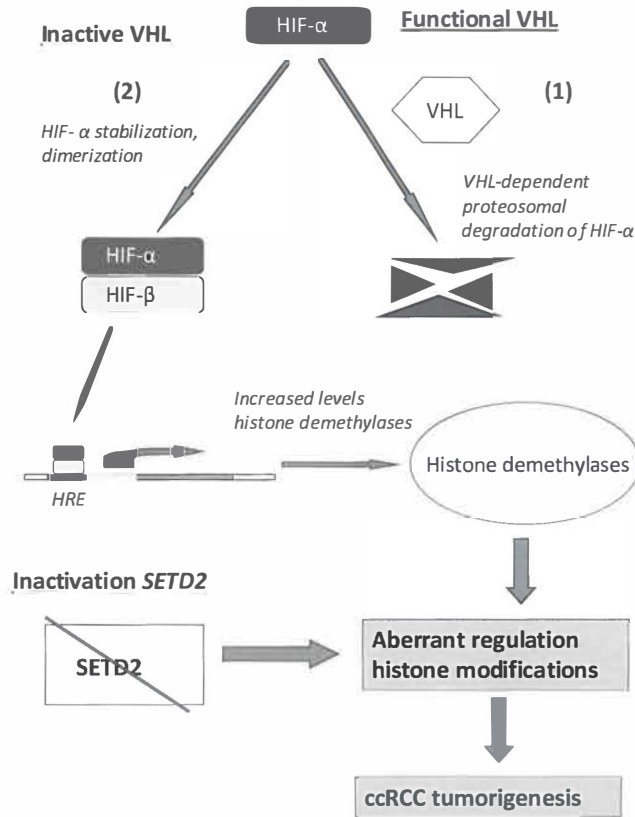 Inactive VHL
HIF-α
Functional VHL
(2)
HIF- α stabilization,
dimerization
VHL
(1)
VHL-dependent
proteosomal
degradation of HIF-α
HIF-α
HIF-β
Increased levels
histone demethylases
HRE
Histone demethylases
Inactivation SETD2
SETD2
Aberrant regulation
histone modifications
ccRCC tumorigenesis